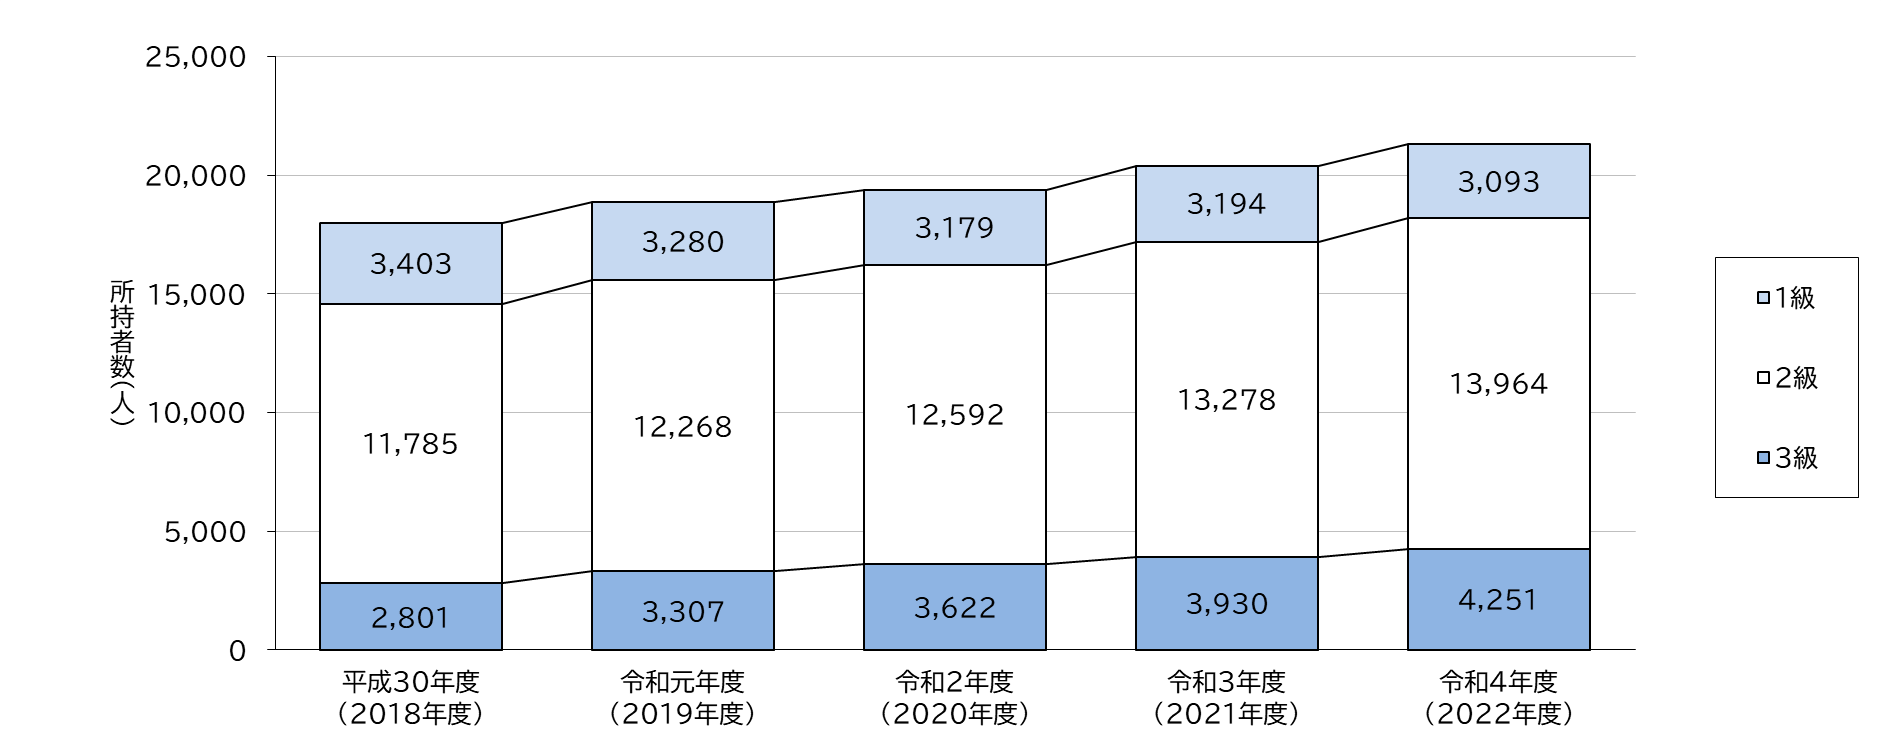 25,000
20,000
15,000
10,000
5,000
0
所持者数(人)
3,403
3,280
3,179
3,194
3,093
11,785
12,268
12,592
13,278
13,964
2,801
3,307
3,622
3,930
4,251
平成30年度
（2018年度）
令和元年度
（2019年度）
令和2年度
（2020年度）
令和3年度
（2021年度）
令和4年度
（2022年度）
1級
2級
3級